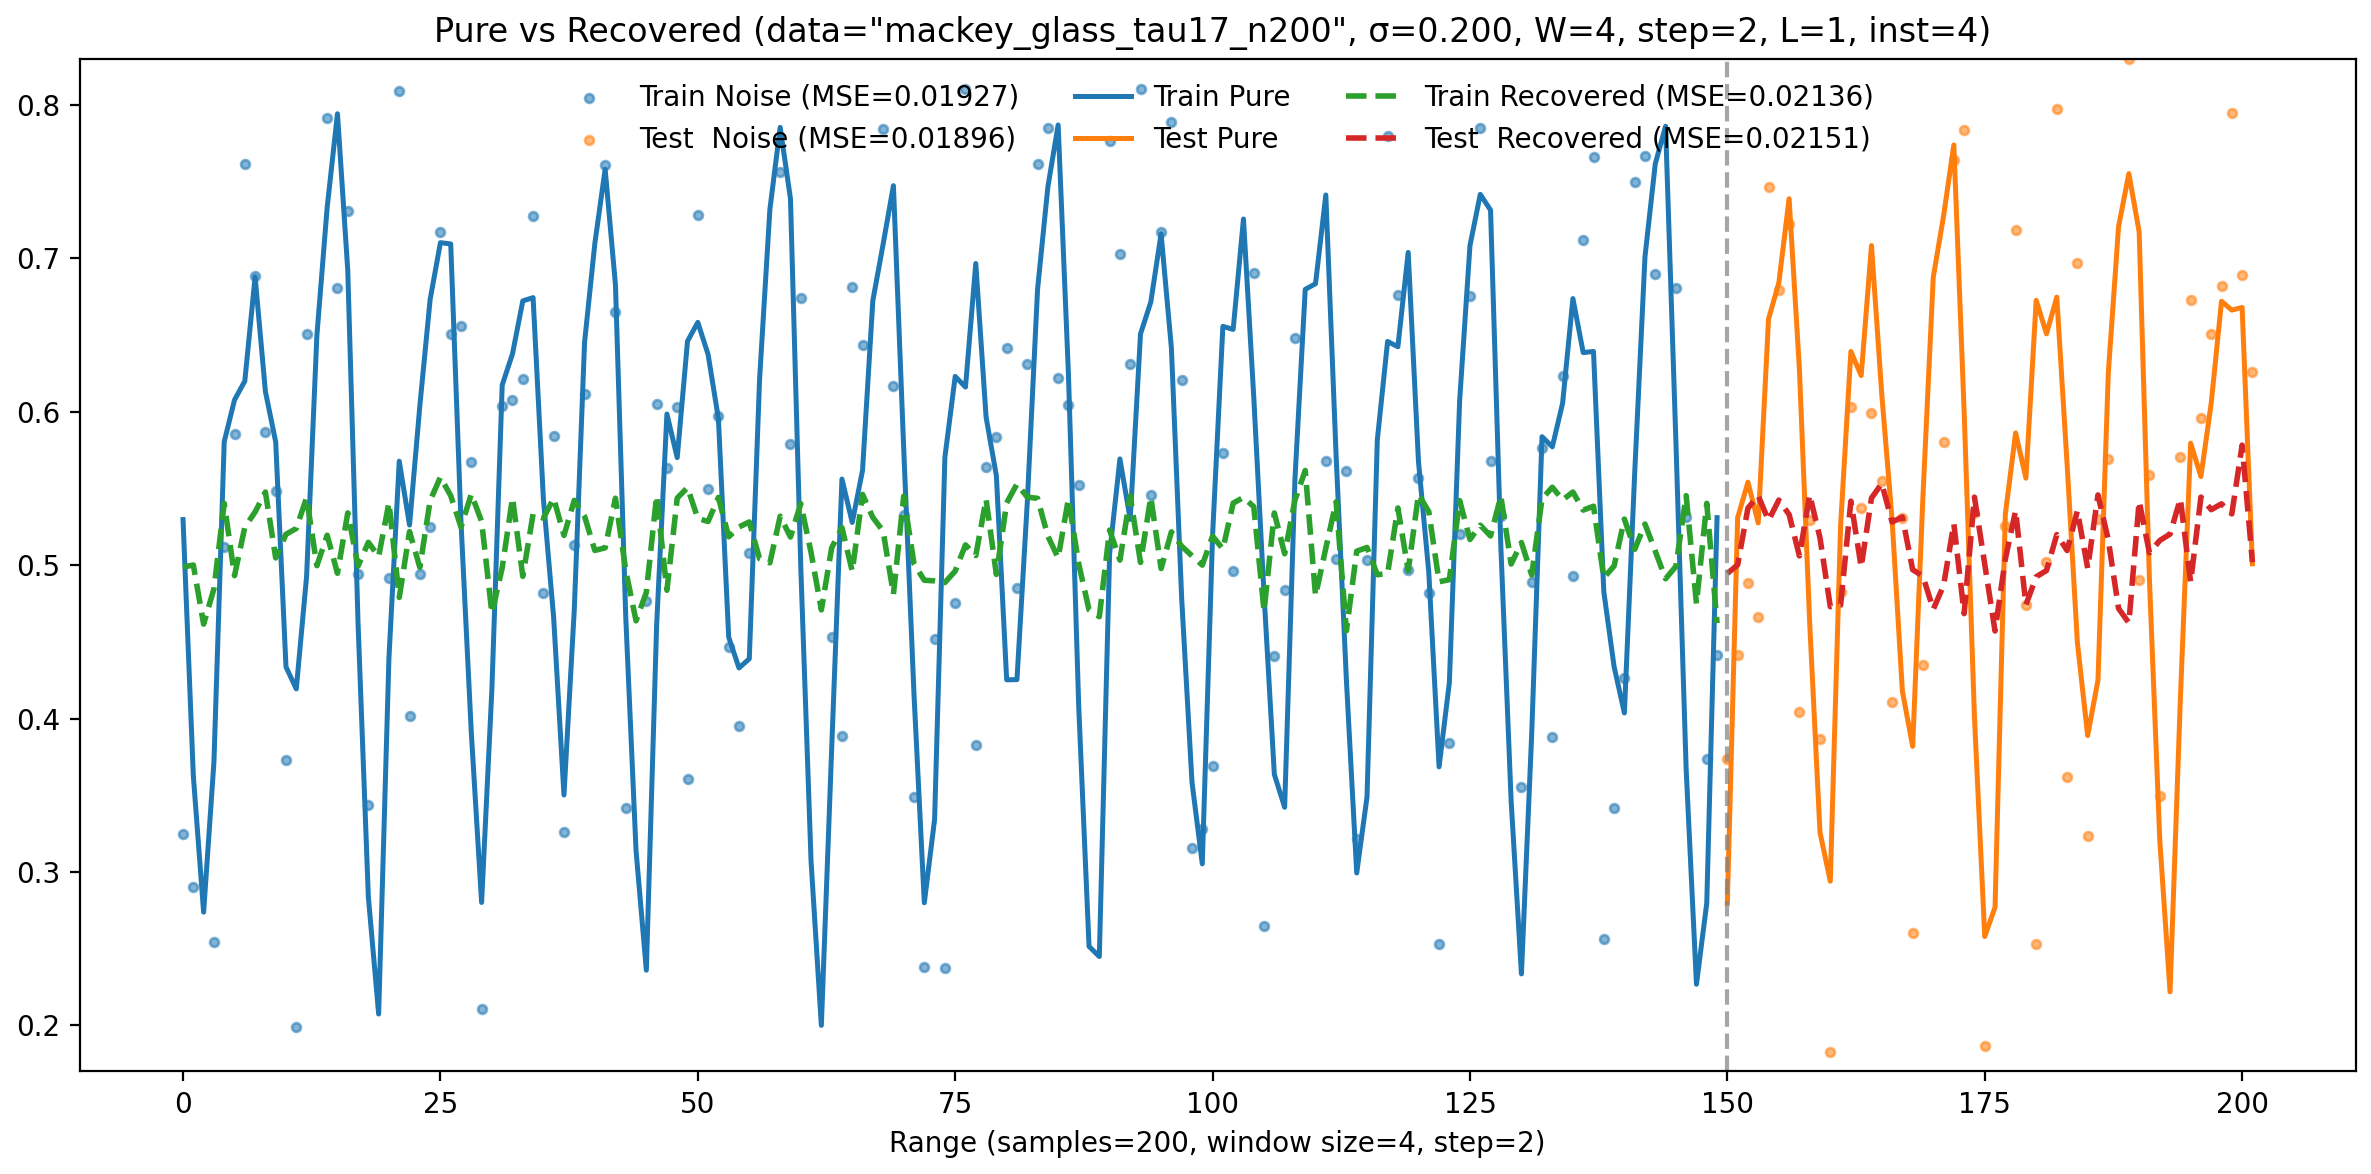 Pure vs Recovered (data="mackey_glass_tau17_n200", σ=0.200, W=4, step=2, L=1, inst=4)
Train Noise (MSE=0.01927)
Test  Noise (MSE=0.01896)
Train Pure
Test Pure
Train Recovered (MSE=0.02136)
Test  Recovered (MSE=0.02151)
0.8
0.7
0.6
0.5
0.4
0.3
0.2
0 25 50 75 100 125 150 175 200
Range (samples=200, window size=4, step=2)